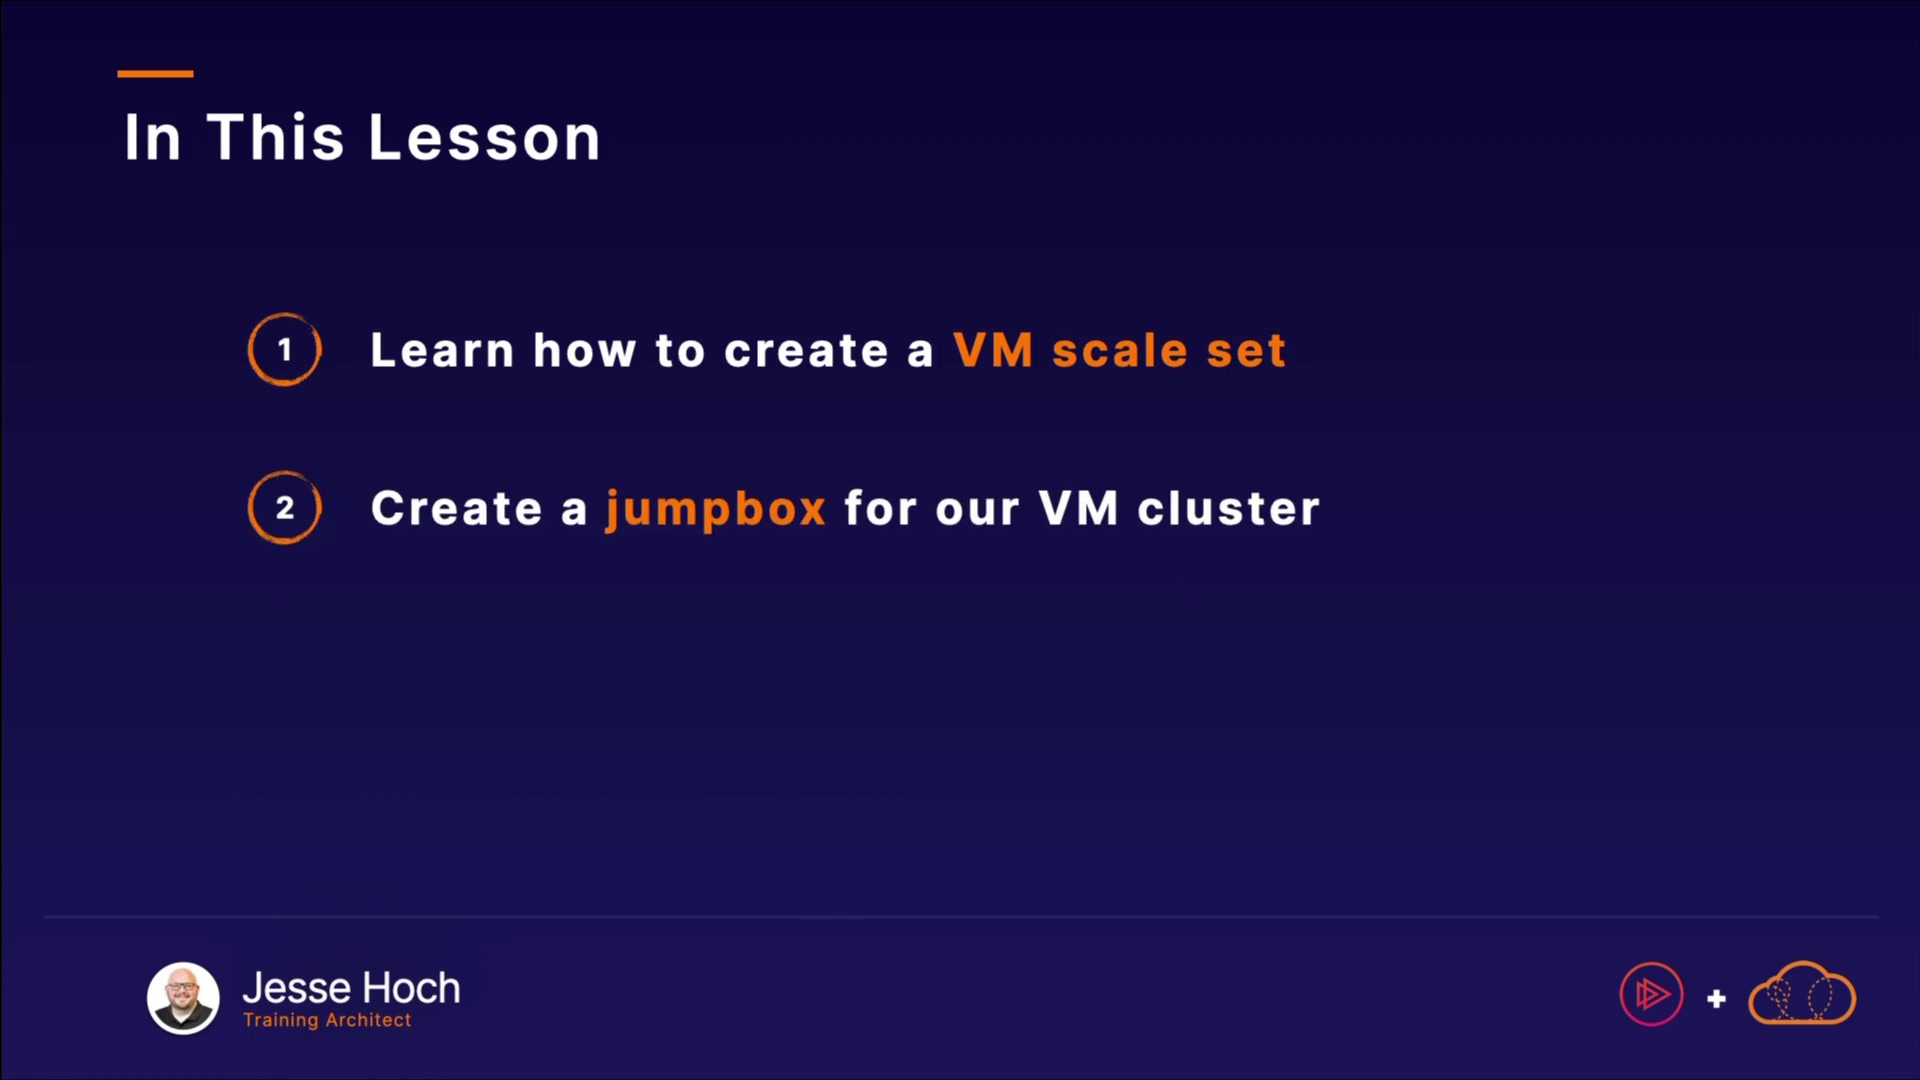 In This Lesson
1 Learn how to create a VM scale set
2 Create a jumpbox for our VM cluster
Jesse Hoch
Training Architect
+